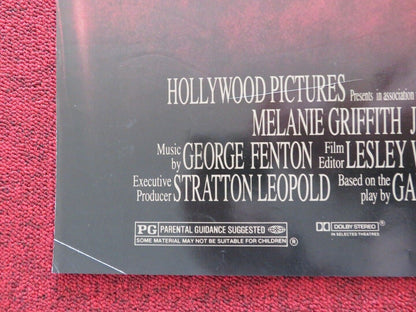 HOLLYWOOD PICTURES Presents in association
MELANIE GRIFFITH J
Music by GEORGE FENTON Film Editor LESLEY W
Executive Producer STRATTON LEOPOLD Based on the play by GA
PG PARENTAL GUIDANCE SUGGESTED ®
SOME MATERIAL MAY NOT BE SUITABLE FOR CHILDREN
DOLBY STEREO ®
IN SELECTED THEATRES